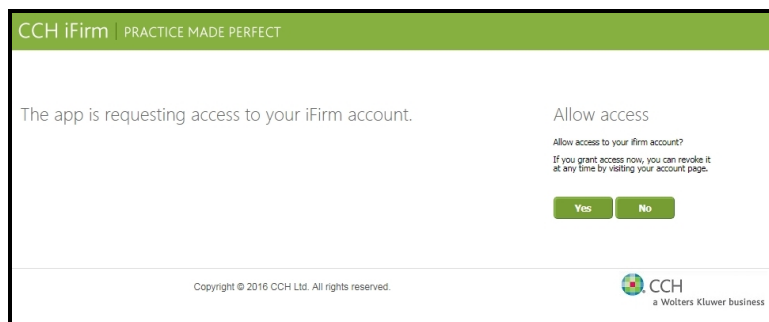 CCH iFirm | PRACTICE MADE PERFECT
The app is requesting access to your iFirm account.
Allow access
Allow access to your ifirm account?
If you grant access now, you can revoke it
at any time by visiting your account page.
Yes No
Copyright © 2016 CCH Ltd. All rights reserved.
CCH
a Wolters Kluwer business